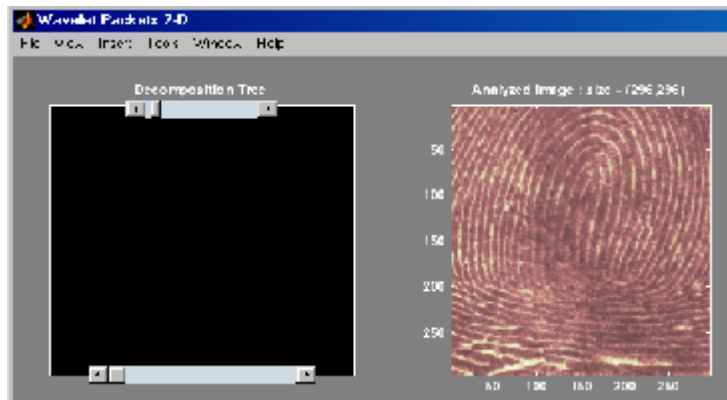 Wavelet Packets 2-D
File View Insert Tools Window Help
Decomposition Tree
Analyzed Image : size = (296,296)
50
100
150
200
250
50 100 150 200 250